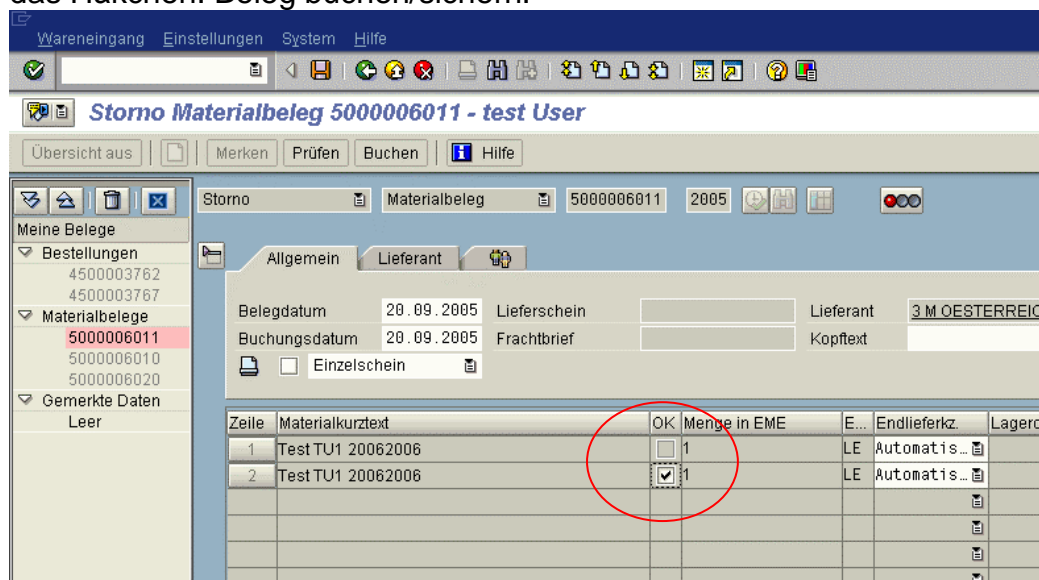 das Häkchen. Beleg buchen/sichern.
Wareneingang Einstellungen System Hilfe
Storno Materialbeleg 5000006011 - test User
Übersicht aus Merken Prüfen Buchen Hilfe
Storno Materialbeleg 5000006011 2005
Meine Belege
Bestellungen
4500003762
4500003767
Materialbelege
5000006011
5000006010
5000006020
Gemerkte Daten
Leer
Allgemein Lieferant
Belegdatum 20.09.2005 Lieferschein Lieferant 3 M OESTERREIC
Buchungsdatum 20.09.2005 Frachtbrief Kopftext
Einzelschein
Zeile Materialkurztext OK Menge in EME E... Endlieferkz. Lagero
1 Test TU1 20062006 1 LE Automatis...
2 Test TU1 20062006 1 LE Automatis...